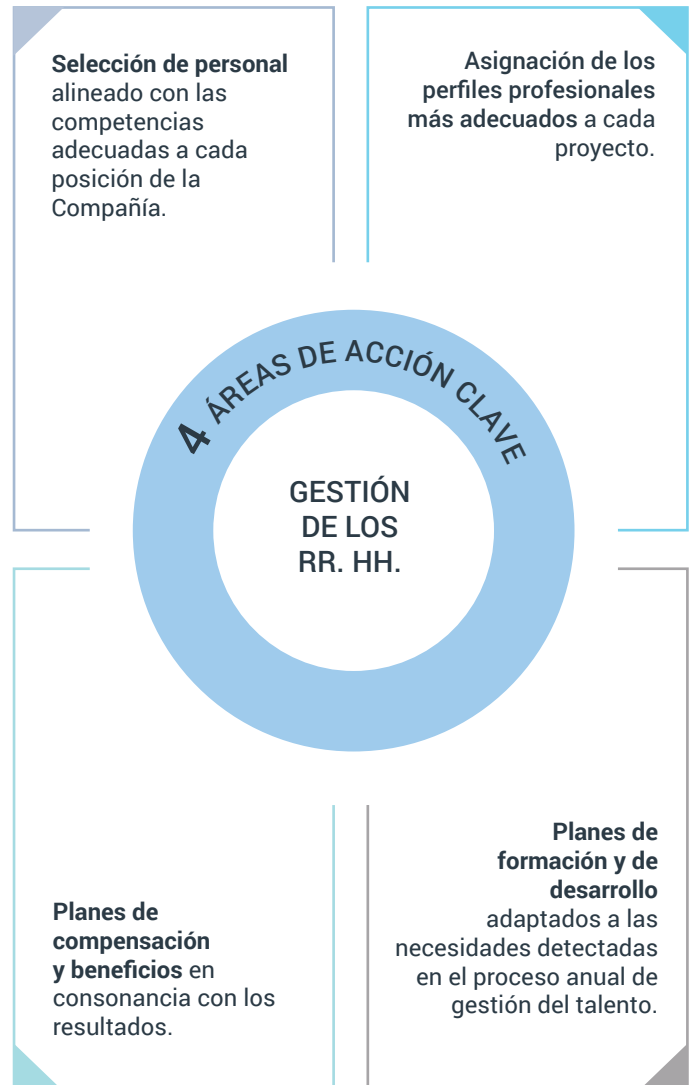 Selección de personal
alineado con las
competencias
adecuadas a cada
posición de la
Compañía.
Asignación de los
perfiles profesionales
más adecuados a cada
proyecto.
4 ÁREAS DE ACCIÓN CLAVE
GESTIÓN
DE LOS
RR. HH.
Planes de
compensación
y beneficios en
consonancia con los
resultados.
Planes de
formación y de
desarrollo
adaptados a las
necesidades detectadas
en el proceso anual de
gestión del talento.